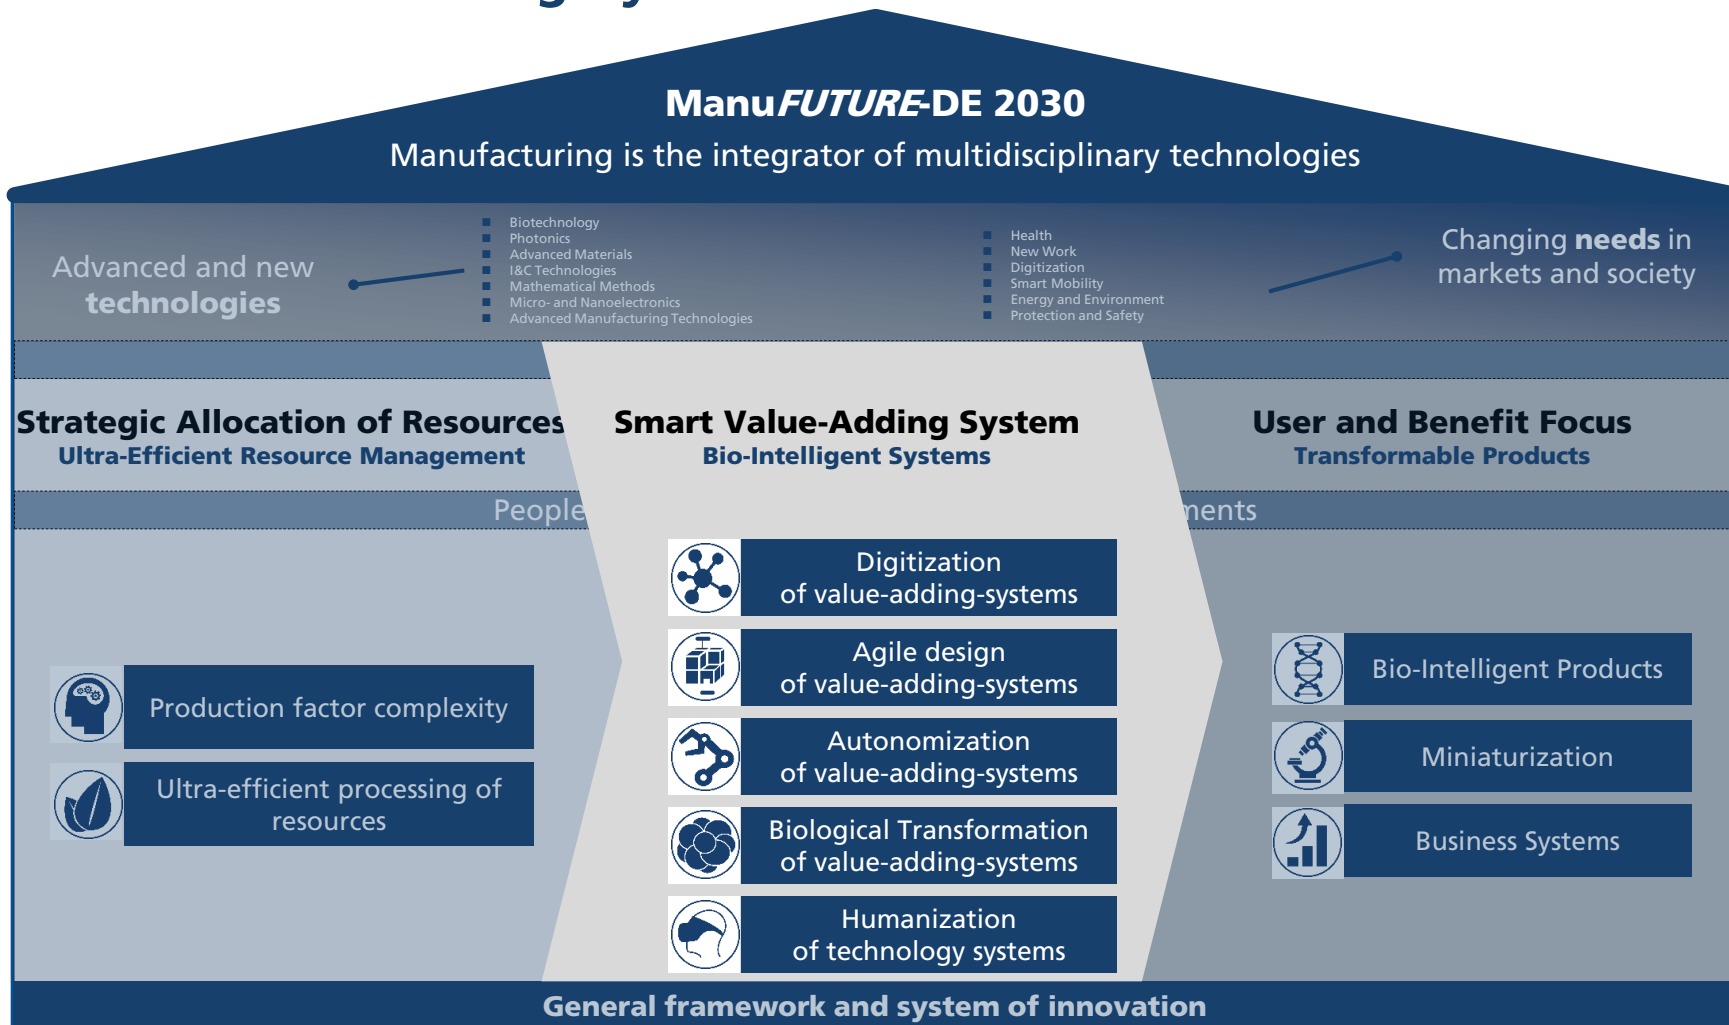 ManuFUTURE-DE 2030
Manufacturing is the integrator of multidisciplinary technologies
Advanced and new
technologies
Biotechnology
Photonics
Advanced Materials
I&C Technologies
Mathematical Methods
Micro- and Nanoelectronics
Advanced Manufacturing Technologies
Health
New Work
Digitization
Smart Mobility
Energy and Environment
Protection and Safety
Changing needs in
markets and society
Strategic Allocation of Resources
Ultra-Efficient Resource Management
Smart Value-Adding System
Bio-Intelligent Systems
User and Benefit Focus
Transformable Products
People
ments
Production factor complexity
Ultra-efficient processing of
resources
Digitization
of value-adding-systems
Agile design
of value-adding-systems
Autonomization
of value-adding-systems
Biological Transformation
of value-adding-systems
Humanization
of technology systems
Bio-Intelligent Products
Miniaturization
Business Systems
General framework and system of innovation